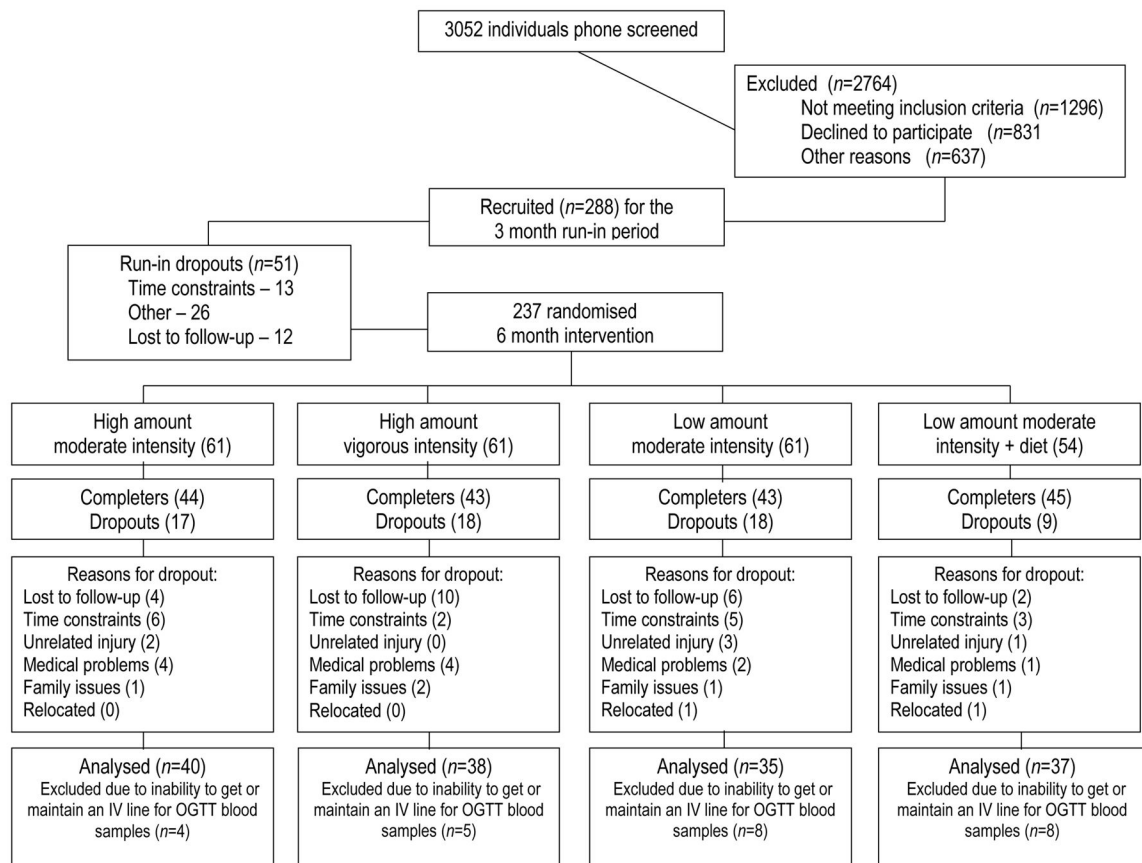 3052 individuals phone screened
Excluded (n=2764)
Not meeting inclusion criteria (n=1296)
Declined to participate (n=831
Other reasons (n=637)
Recruited (n=288) for the
3 month run-in period
Run-in dropouts (n=51)
Time constraints – 13
Other – 26
Lost to follow-up – 12
237 randomised
6 month intervention
High amount
moderate intensity (61)
High amount
vigorous intensity (61)
Low amount
moderate intensity (61)
Low amount moderate
intensity + diet (54)
Completers (44)
Dropouts (17)
Completers (43)
Dropouts (18)
Completers (43)
Dropouts (18)
Completers (45)
Dropouts (9)
Reasons for dropout:
Lost to follow-up (4)
Time constraints (6)
Unrelated injury (2)
Medical problems (4)
Family issues (1)
Relocated (0)
Reasons for dropout:
Lost to follow-up (10)
Time constraints (2)
Unrelated injury (0)
Medical problems (4)
Family issues (2)
Relocated (0)
Reasons for dropout:
Lost to follow-up (6)
Time constraints (5)
Unrelated injury (3)
Medical problems (2)
Family issues (1)
Relocated (1)
Reasons for dropout:
Lost to follow-up (2)
Time constraints (3)
Unrelated injury (1)
Medical problems (1)
Family issues (1)
Relocated (1)
Analysed (n=40)
Excluded due to inability to get or
maintain an IV line for OGTT blood
samples (n=4)
Analysed (n=38)
Excluded due to inability to get or
maintain an IV line for OGTT blood
samples (n=5)
Analysed (n=35)
Excluded due to inability to get or
maintain an IV line for OGTT blood
samples (n=8)
Analysed (n=37)
Excluded due to inability to get or
maintain an IV line for OGTT blood
samples (n=8)